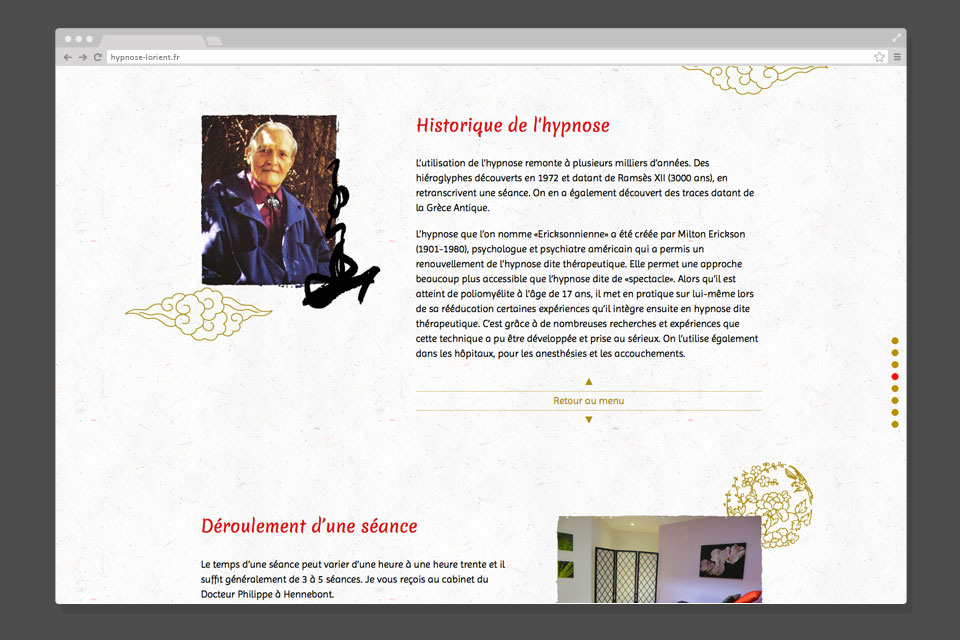 hypnose-lorient.fr
Historique de l'hypnose
L'utilisation de l'hypnose remonte à plusieurs milliers d'années. Des
hiéroglyphes découverts en 1972 et datant de Ramsès XII (3000 ans), en
retranscrivent une séance. On en a également découvert des traces datant de
la Grèce Antique.
L'hypnose que l'on nomme «Ericksonnienne» a été créée par Milton Erickson
(1901-1980), psychologue et psychiatre américain qui a permis un
renouvellement de l'hypnose dite thérapeutique. Elle permet une approche
beaucoup plus accessible que l'hypnose dite de «spectacle». Alors qu'il est
atteint de poliomyélite à l'âge de 17 ans, il met en pratique sur lui-même lors
de sa rééducation certaines expériences qu'il intègre ensuite en hypnose dite
thérapeutique. C'est grâce à de nombreuses recherches et expériences que
cette technique a pu être développée et prise au sérieux. On l'utilise également
dans les hôpitaux, pour les anesthésies et les accouchements.
Retour au menu
Déroulement d'une séance
Le temps d'une séance peut varier d'une heure à une heure trente et il
suffit généralement de 3 à 5 séances. Je vous reçois au cabinet du
Docteur Philippe à Hennebont.